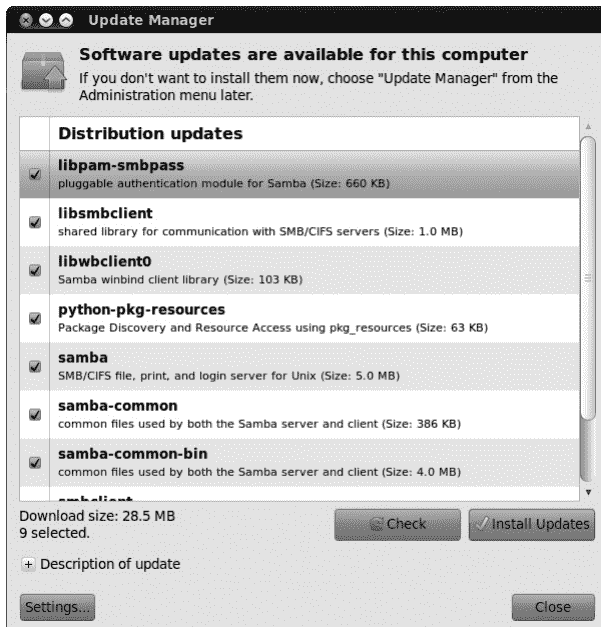 Update Manager
Software updates are available for this computer
If you don't want to install them now, choose "Update Manager" from the
Administration menu later.
Distribution updates
libpam-smbpass
pluggable authentication module for Samba (Size: 660 KB)
libsmbclient
shared library for communication with SMB/CIFS servers (Size: 1.0 MB)
libwbclient0
Samba winbind client library (Size: 103 KB)
python-pkg-resources
Package Discovery and Resource Access using pkg_resources (Size: 63 KB)
samba
SMB/CIFS file, print, and login server for Unix (Size: 5.0 MB)
samba-common
common files used by both the Samba server and client (Size: 386 KB)
samba-common-bin
common files used by both the Samba server and client (Size: 4.0 MB)
smbclient
Download size: 28.5 MB
9 selected.
Check
Install Updates
+ Description of update
Settings...
Close